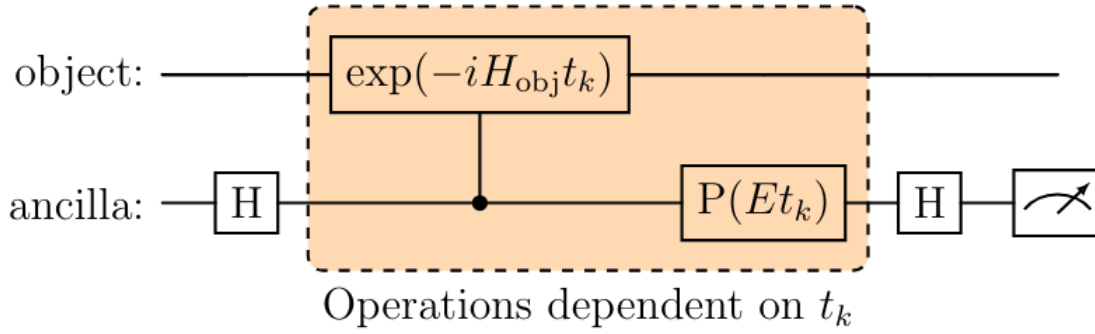 object: exp(−iH_obj t_k)
ancilla: H P(Et_k) H
Operations dependent on t_k